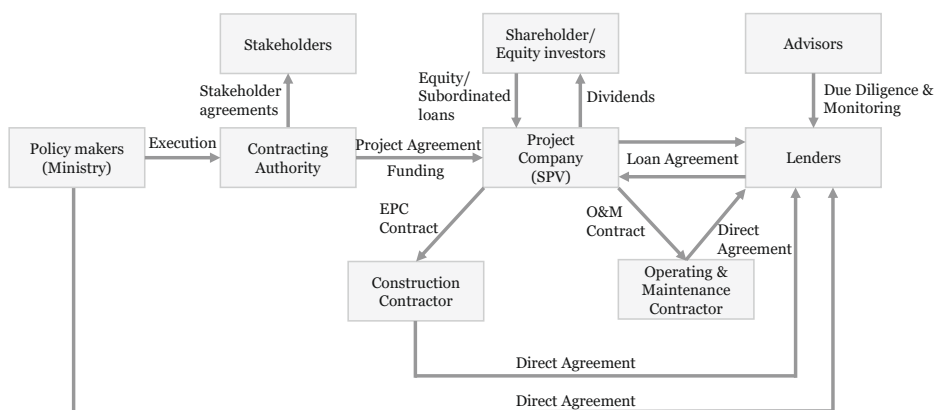 Stakeholders
Shareholder/
Equity investors
Advisors
Stakeholder
agreements
Equity/
Subordinated
loans
Dividends
Due Diligence &
Monitoring
Policy makers
(Ministry)
Execution
Contracting
Authority
Project Agreement
Funding
Project
Company
(SPV)
Loan Agreement
Lenders
EPC
Contract
O&M
Contract
Direct
Agreement
Construction
Contractor
Operating &
Maintenance
Contractor
Direct Agreement
Direct Agreement